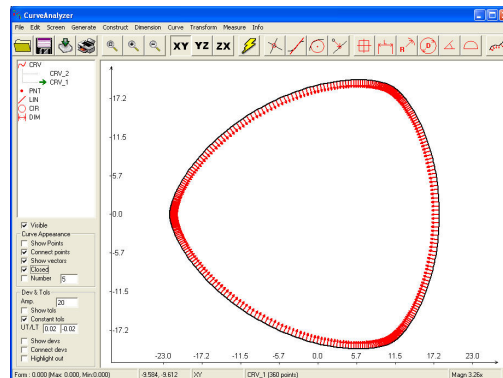 CurveAnalyzer
File Edit Screen Generate Construct Dimension Curve Transform Measure Info
XY YZ ZX
CRV
CRV_2
CRV_1
PNT
LIN
CIR
DIM
Visible
Curve Appearance
Show Points
Connect points
Show vectors
Closed
Number 5
Dev & Tols
Amp. 20
Show tols
Constant tols
UT/LT 0.02 -0.02
Show devs
Connect devs
Highlight out
17.2
11.5
5.7
-0.0
-5.7
-11.5
-17.2
-23.0 -17.2 -11.5 -5.7 0.0 5.7 11.5 17.2 23.0
Form : 0.000 (Max: 0.000, Min:0.000) -9.584, -9.612 XY CRV_1 (360 points) Magn 3.26x